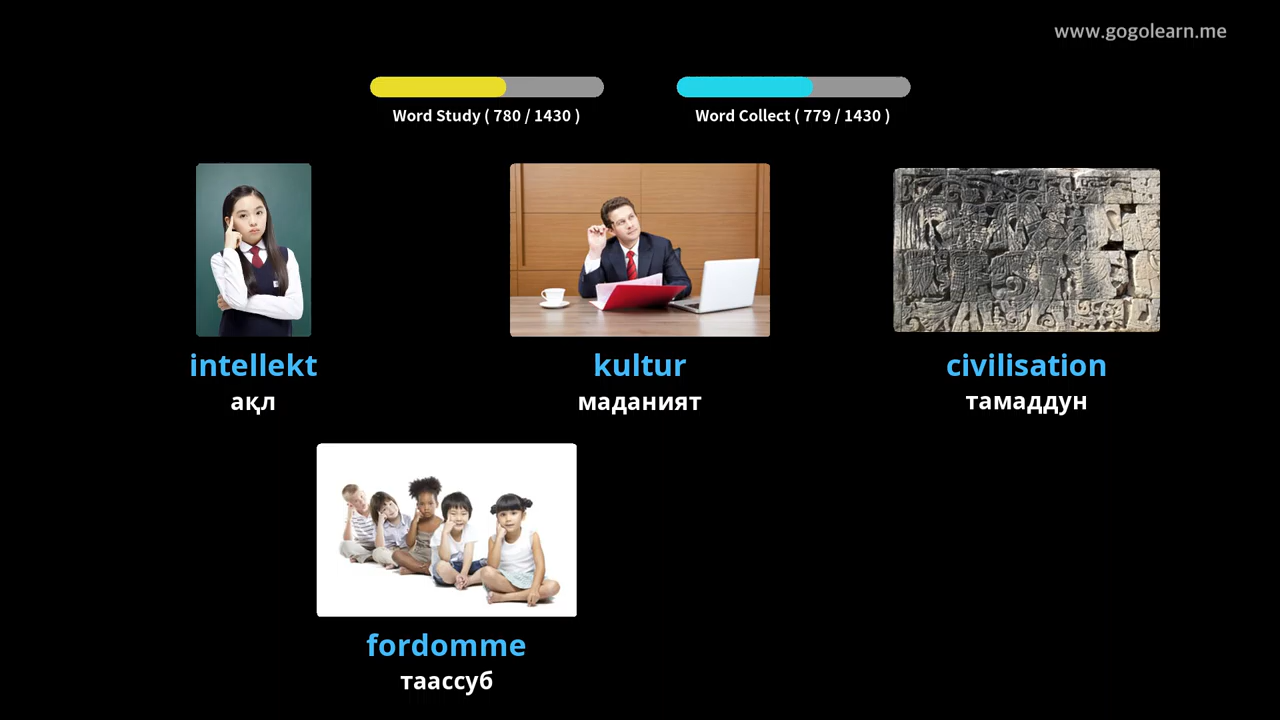 www.gogolearn.me
Word Study ( 780 / 1430 )
Word Collect ( 779 / 1430 )
intellekt
ақл
kultur
маданият
civilisation
тамаддун
fordomme
таассуб